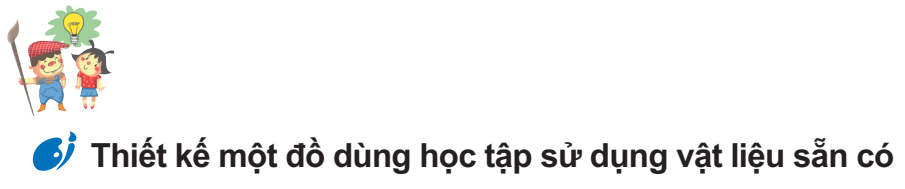 Thiết kế một đồ dùng học tập sử dụng vật liệu sẵn có